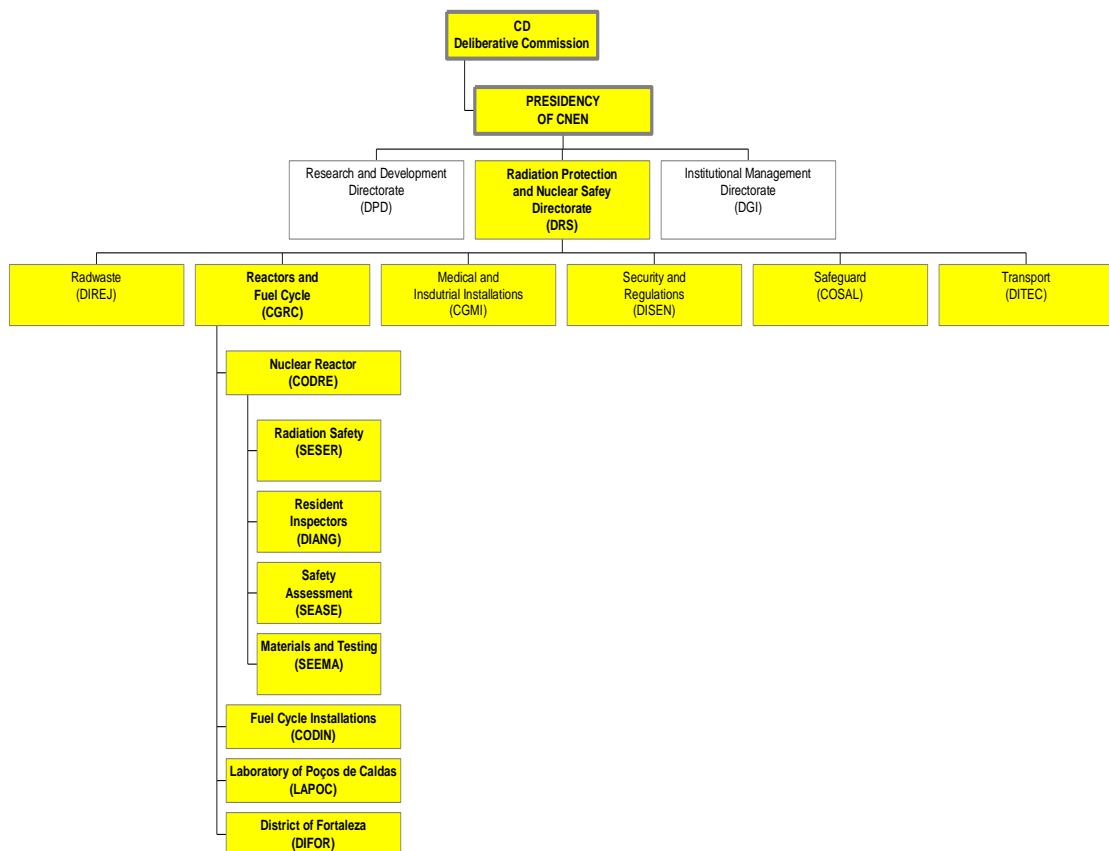 CD
Deliberative Commission
PRESIDENCY
OF CNEN
Research and Development
Directorate
(DPD)
Radiation Protection
and Nuclear Safey
Directorate
(DRS)
Institutional Management
Directorate
(DGI)
Radwaste
(DIREJ)
Reactors and
Fuel Cycle
(CGRC)
Medical and
Insdutrial Installations
(CGMI)
Security and
Regulations
(DISEN)
Safeguard
(COSAL)
Transport
(DITEC)
Nuclear Reactor
(CODRE)
Radiation Safety
(SESER)
Resident
Inspectors
(DIANG)
Safety
Assessment
(SEASE)
Materials and Testing
(SEEMA)
Fuel Cycle Installations
(CODIN)
Laboratory of Poços de Caldas
(LAPOC)
District of Fortaleza
(DIFOR)